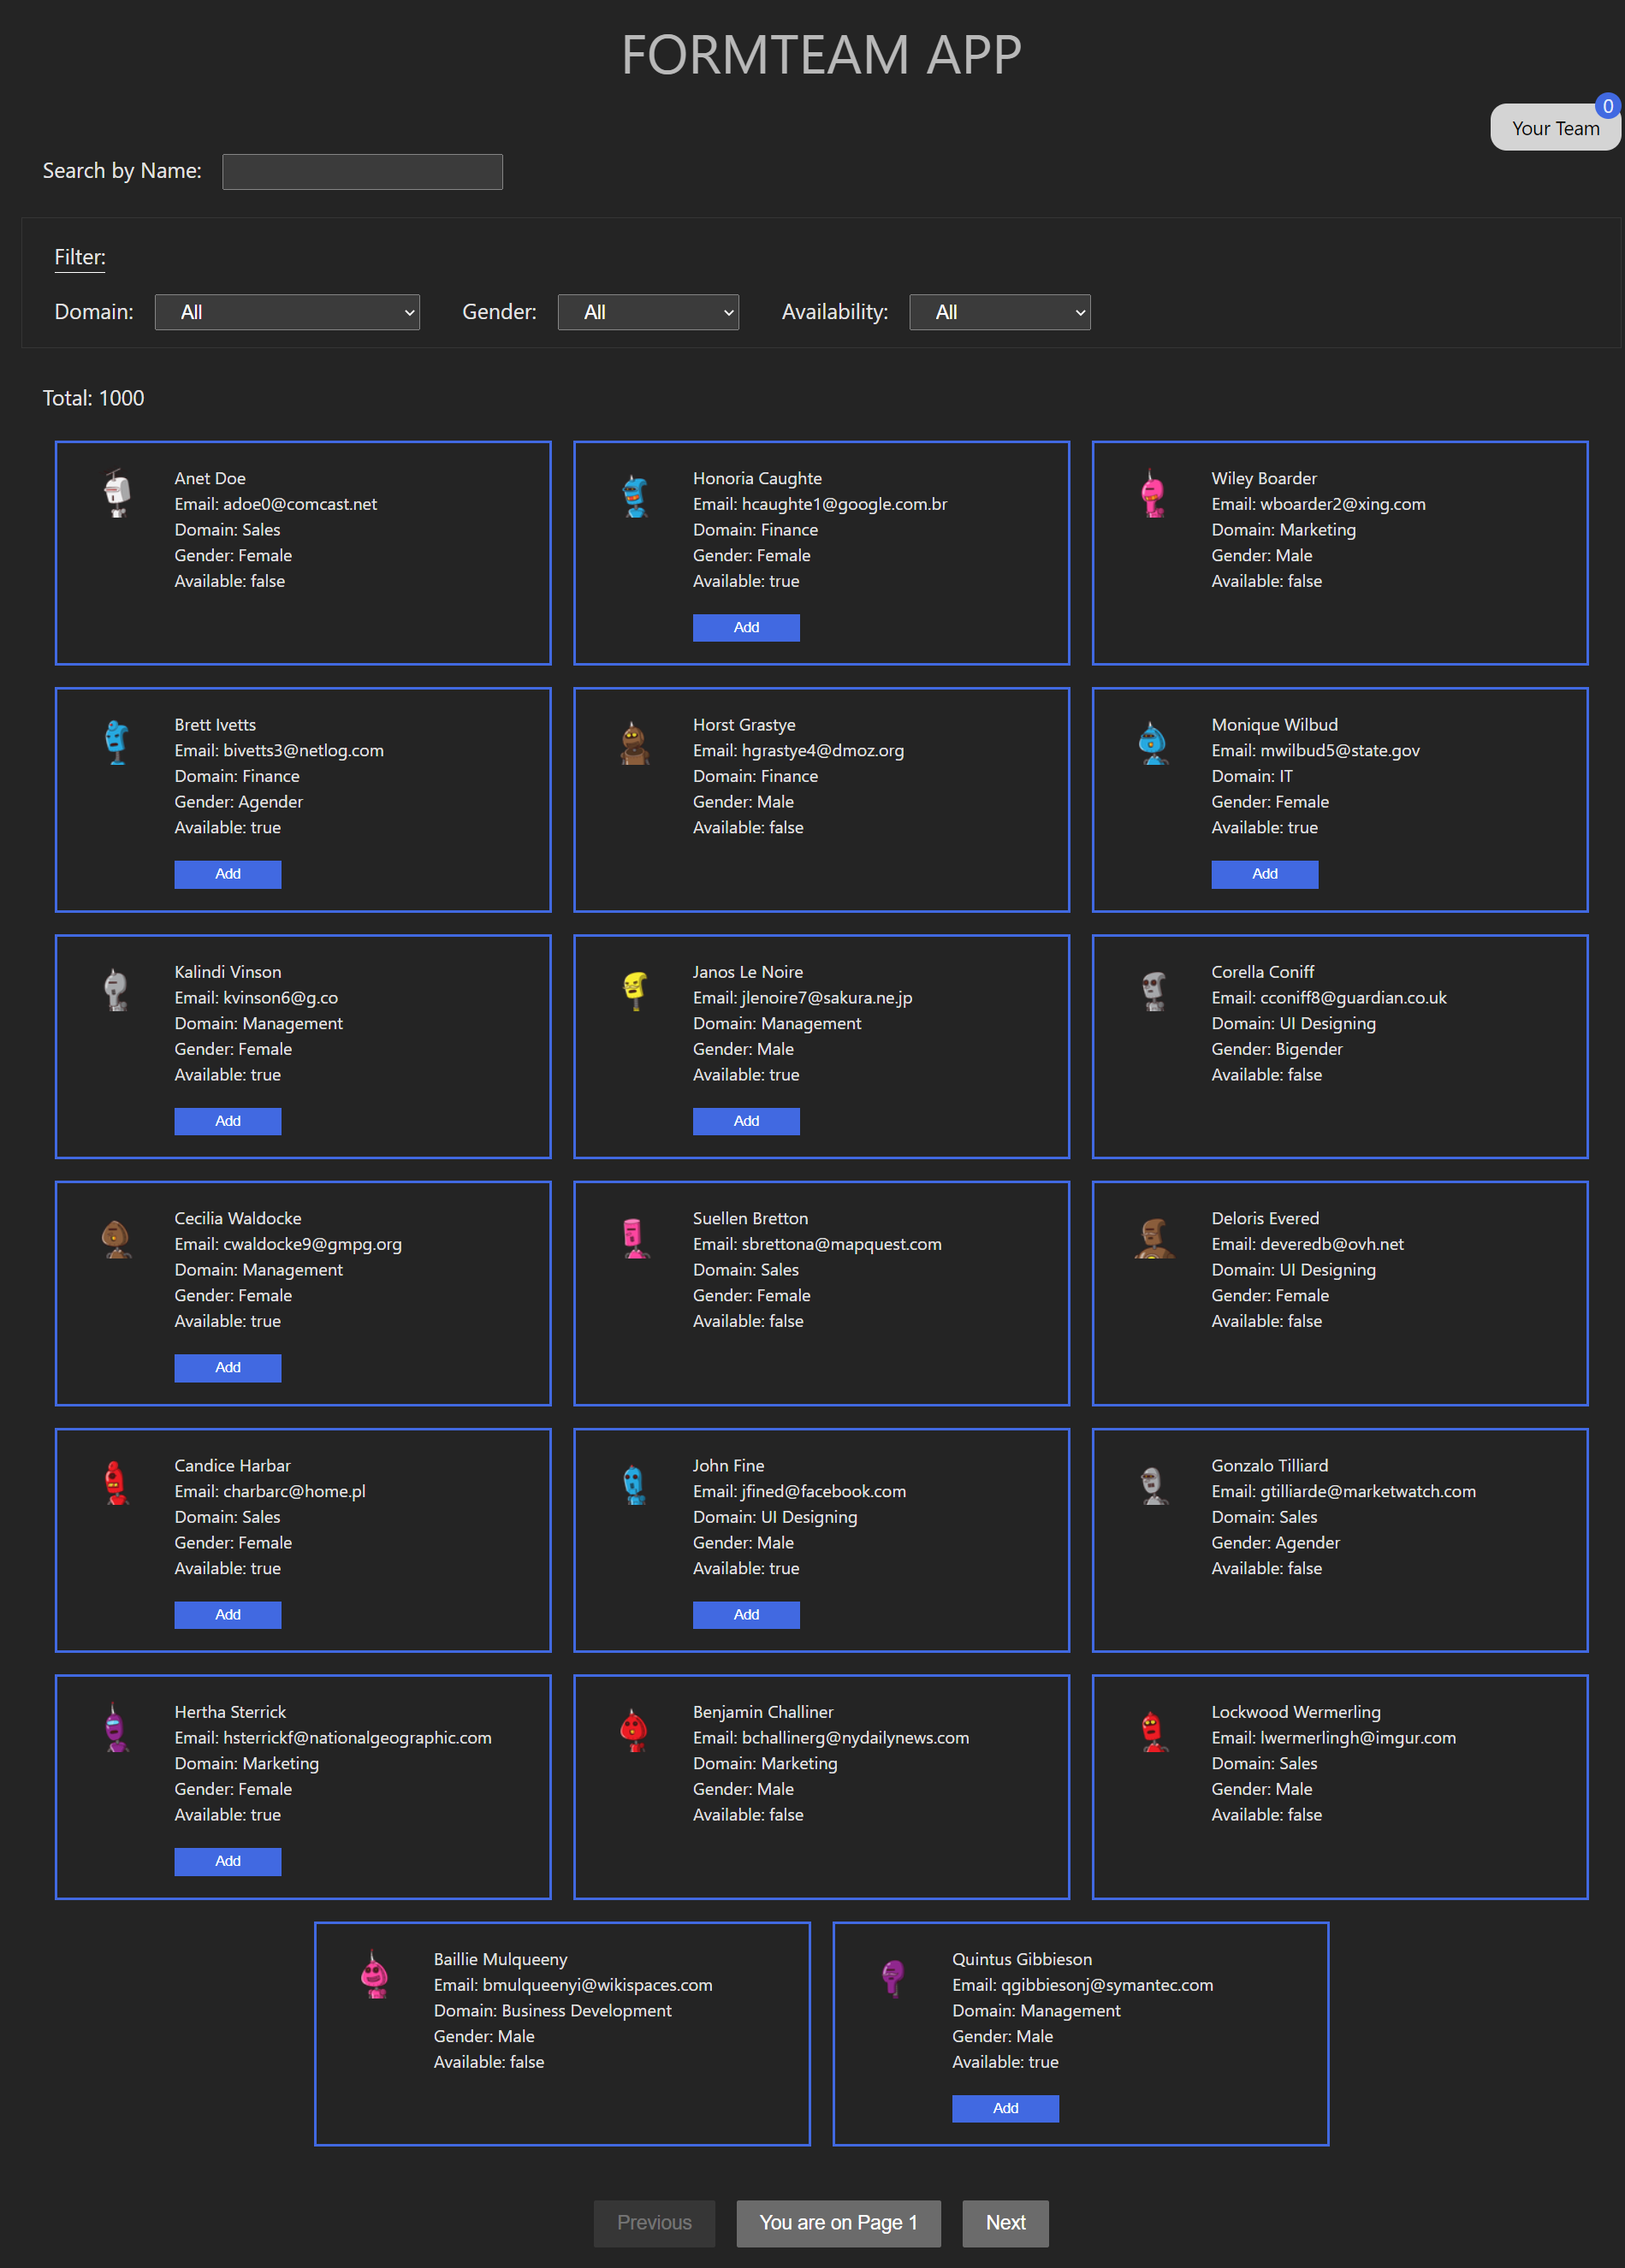 FORMTEAM APP
0
Your Team
Search by Name:
Filter:
Domain: All Gender: All Availability: All
Total: 1000
Anet Doe
Email: adoe0@comcast.net
Domain: Sales
Gender: Female
Available: false
Honoria Caughte
Email: hcaughte1@google.com.br
Domain: Finance
Gender: Female
Available: true
Add
Wiley Boarder
Email: wboarder2@xing.com
Domain: Marketing
Gender: Male
Available: false
Brett Ivetts
Email: bivetts3@netlog.com
Domain: Finance
Gender: Agender
Available: true
Add
Horst Grastye
Email: hgrastye4@dmoz.org
Domain: Finance
Gender: Male
Available: false
Monique Wilbud
Email: mwilbud5@state.gov
Domain: IT
Gender: Female
Available: true
Add
Kalindi Vinson
Email: kvinson6@g.co
Domain: Management
Gender: Female
Available: true
Add
Janos Le Noire
Email: jlenoire7@sakura.ne.jp
Domain: Management
Gender: Male
Available: true
Add
Corella Coniff
Email: cconiff8@guardian.co.uk
Domain: UI Designing
Gender: Bigender
Available: false
Cecilia Waldocke
Email: cwaldocke9@gmpg.org
Domain: Management
Gender: Female
Available: true
Add
Suellen Bretton
Email: sbrettona@mapquest.com
Domain: Sales
Gender: Female
Available: false
Deloris Evered
Email: deveredb@ovh.net
Domain: UI Designing
Gender: Female
Available: false
Candice Harbar
Email: charbarc@home.pl
Domain: Sales
Gender: Female
Available: true
Add
John Fine
Email: jfined@facebook.com
Domain: UI Designing
Gender: Male
Available: true
Add
Gonzalo Tilliard
Email: gtilliarde@marketwatch.com
Domain: Sales
Gender: Agender
Available: false
Hertha Sterrick
Email: hsterrickf@nationalgeographic.com
Domain: Marketing
Gender: Female
Available: true
Add
Benjamin Challiner
Email: bchallinerg@nydailynews.com
Domain: Marketing
Gender: Male
Available: false
Lockwood Wermerling
Email: lwermerlingh@imgur.com
Domain: Sales
Gender: Male
Available: false
Baillie Mulqueeny
Email: bmulqueenyi@wikispaces.com
Domain: Business Development
Gender: Male
Available: false
Quintus Gibbieson
Email: qgibbiesonj@symantec.com
Domain: Management
Gender: Male
Available: true
Add
Previous You are on Page 1 Next